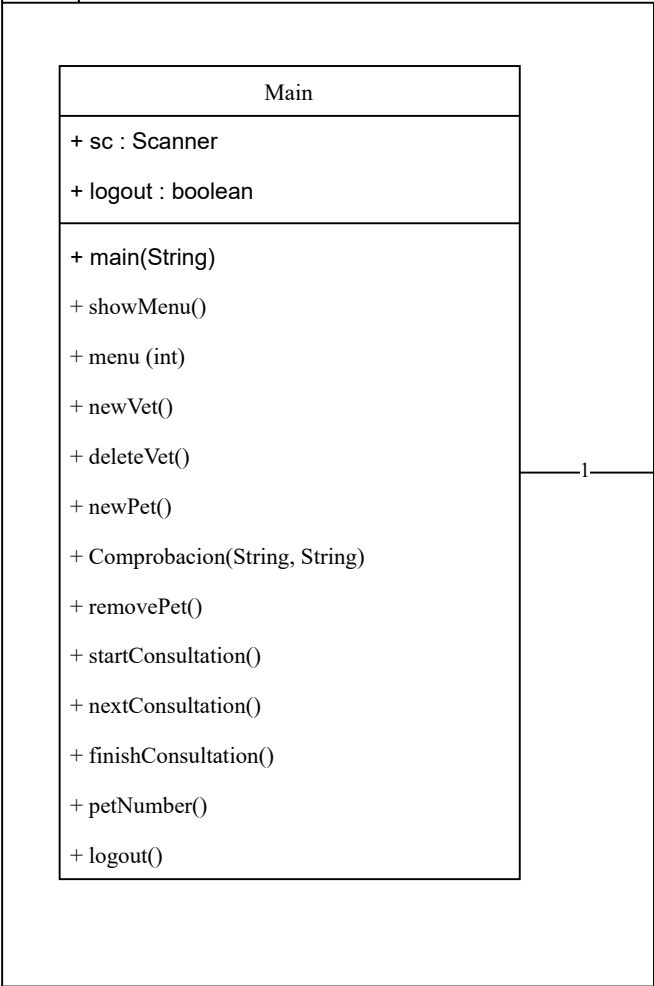 Main
+ sc : Scanner
+ logout : boolean
+ main(String)
+ showMenu()
+ menu (int)
+ newVet()
+ deleteVet()
+ newPet()
+ Comprobacion(String, String)
+ removePet()
+ startConsultation()
+ nextConsultation()
+ finishConsultation()
+ petNumber()
+ logout()
1